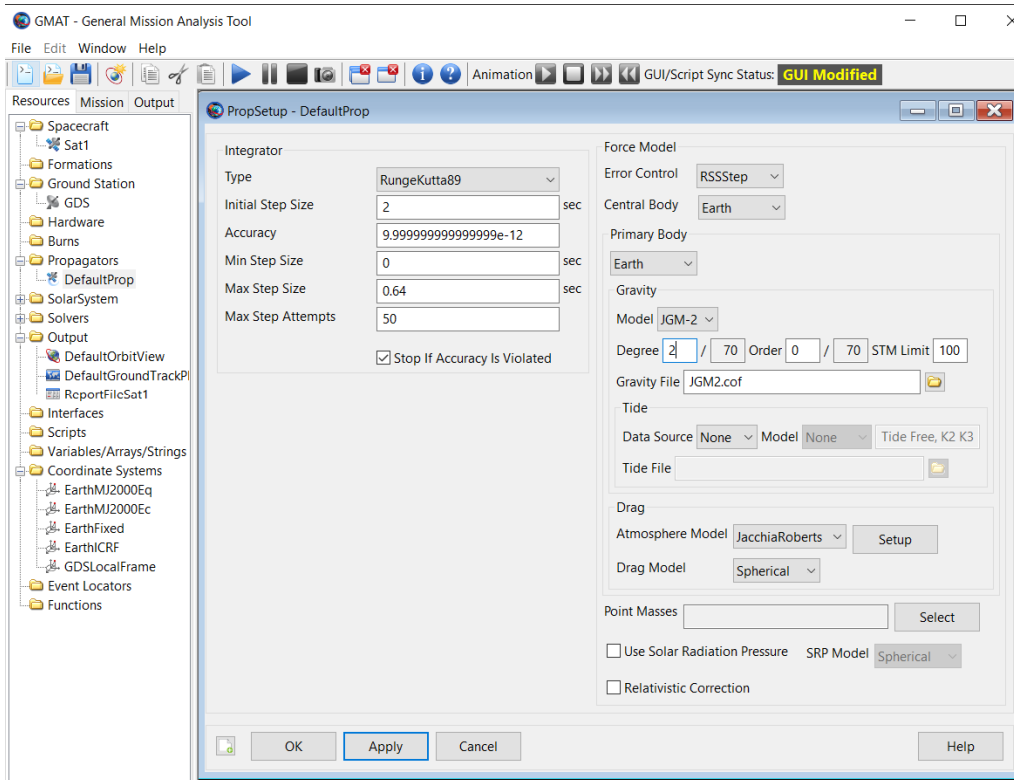 GMAT - General Mission Analysis Tool
File Edit Window Help
Animation GUI/Script Sync Status: GUI Modified
Resources Mission Output
Spacecraft
Sat1
Formations
Ground Station
GDS
Hardware
Burns
Propagators
DefaultProp
SolarSystem
Solvers
Output
DefaultOrbitView
DefaultGroundTrackPl
ReportFileSat1
Interfaces
Scripts
Variables/Arrays/Strings
Coordinate Systems
EarthMJ2000Eq
EarthMJ2000Ec
EarthFixed
EarthICRF
GDSLocalFrame
Event Locators
Functions
PropSetup - DefaultProp
Integrator
Type RungeKutta89
Initial Step Size 2 sec
Accuracy 9.999999999999999e-12
Min Step Size 0 sec
Max Step Size 0.64 sec
Max Step Attempts 50
Stop If Accuracy Is Violated
Force Model
Error Control RSSStep
Central Body Earth
Primary Body
Earth
Gravity
Model JGM-2
Degree 2 / 70 Order 0 / 70 STM Limit 100
Gravity File JGM2.cof
Tide
Data Source None Model None Tide Free, K2 K3
Tide File
Drag
Atmosphere Model JacchiaRoberts Setup
Drag Model Spherical
Point Masses Select
Use Solar Radiation Pressure SRP Model Spherical
Relativistic Correction
OK Apply Cancel Help